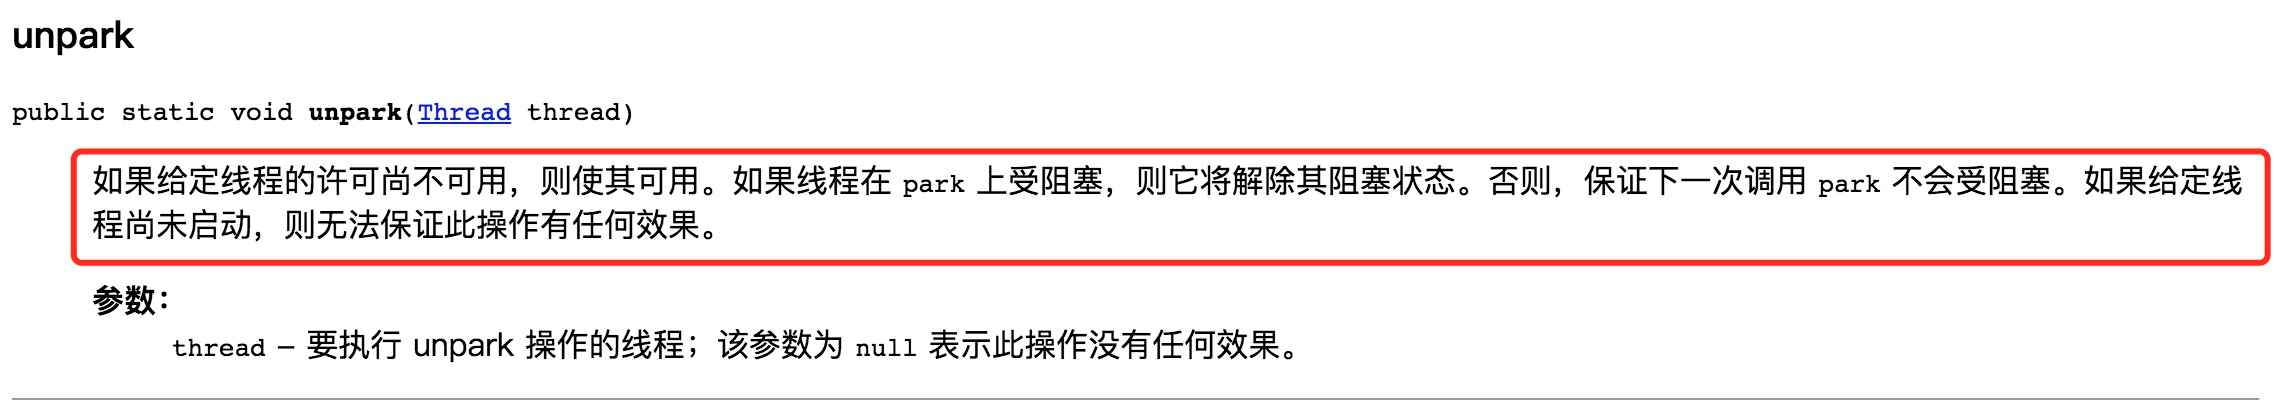 unpark
public static void unpark(Thread thread)
如果给定线程的许可尚不可用，则使其可用。如果线程在 park 上受阻塞，则它将解除其阻塞状态。否则，保证下一次调用 park 不会受阻塞。如果给定线
程尚未启动，则无法保证此操作有任何效果。
参数：
thread – 要执行 unpark 操作的线程；该参数为 null 表示此操作没有任何效果。